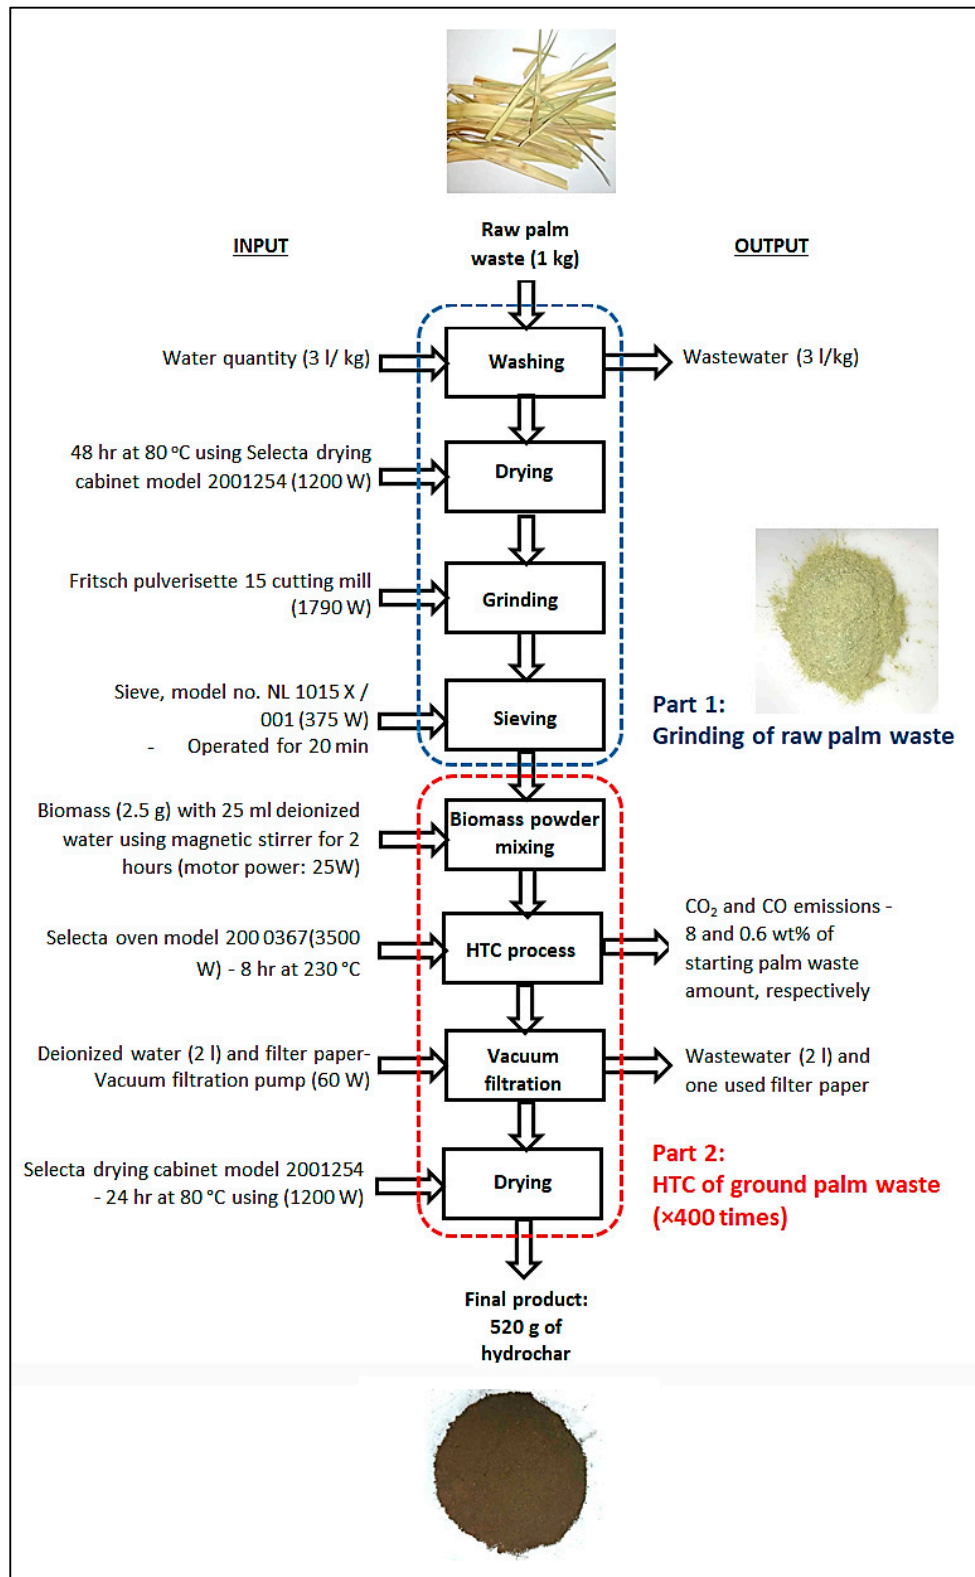 Raw palm
waste (1 kg)
INPUT
OUTPUT
Water quantity (3 l/ kg)
Washing
Wastewater (3 l/kg)
48 hr at 80 ºC using Selecta drying
cabinet model 2001254 (1200 W)
Drying
Fritsch pulverisette 15 cutting mill
(1790 W)
Grinding
Sieve, model no. NL 1015 X /
001 (375 W)
- Operated for 20 min
Sieving
Part 1:
Grinding of raw palm waste
Biomass (2.5 g) with 25 ml deionized
water using magnetic stirrer for 2
hours (motor power: 25W)
Biomass powder
mixing
Selecta oven model 200 0367(3500
W) - 8 hr at 230 °C
HTC process
CO₂ and CO emissions -
8 and 0.6 wt% of
starting palm waste
amount, respectively
Deionized water (2 l) and filter paper-
Vacuum filtration pump (60 W)
Vacuum
filtration
Wastewater (2 l) and
one used filter paper
Selecta drying cabinet model 2001254
- 24 hr at 80 °C using (1200 W)
Drying
Part 2:
HTC of ground palm waste
(×400 times)
Final product:
520 g of
hydrochar